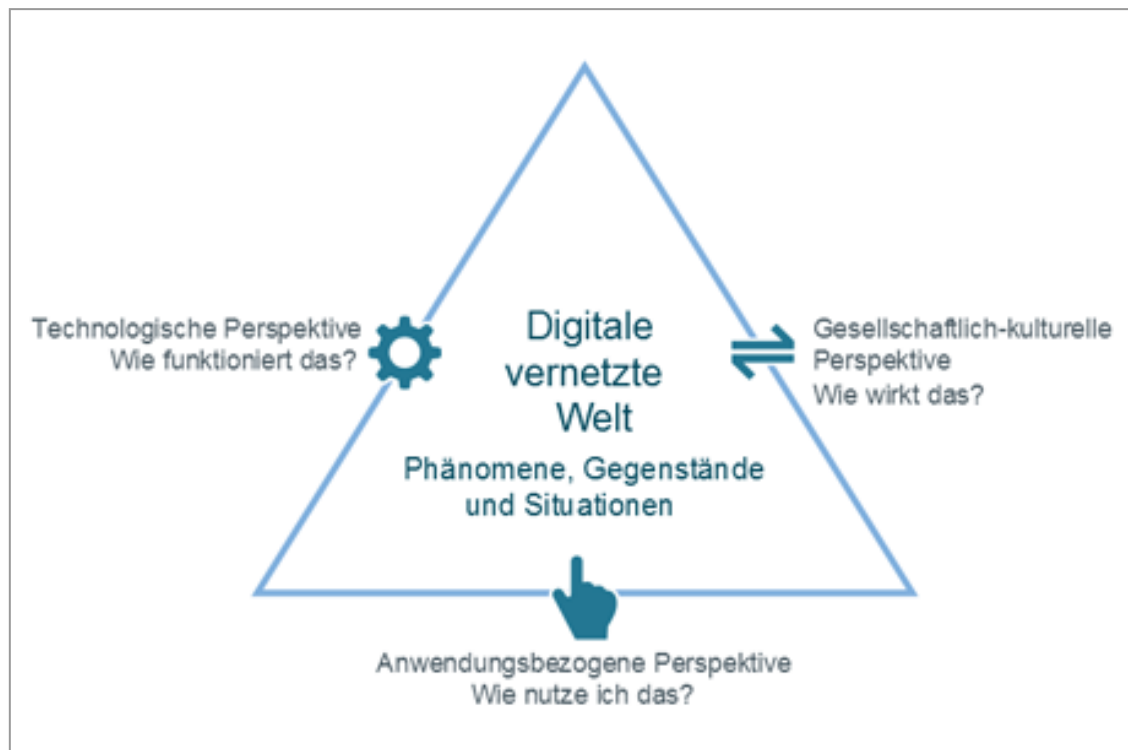 Technologische Perspektive
Wie funktioniert das?
Digitale
vernetzte
Welt
Phänomene, Gegenstände
und Situationen
Gesellschaftlich-kulturelle
Perspektive
Wie wirkt das?
Anwendungsbezogene Perspektive
Wie nutze ich das?